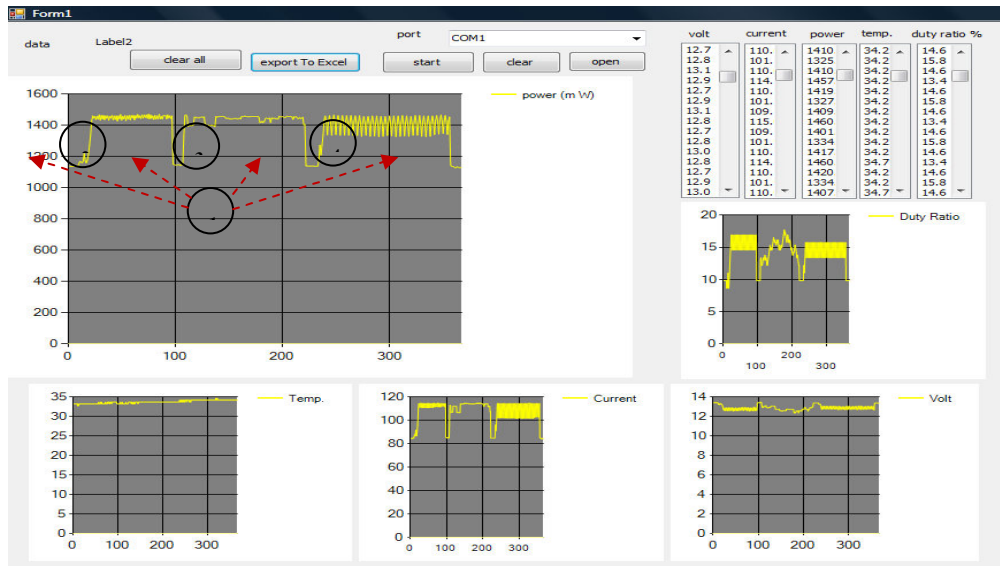 Form1
data
Label2
port
COM1
clear all
export To Excel
start
clear
open
volt current power temp. duty ratio %
12.7 110. 1410 34.2 14.6
12.8 101. 1325 34.2 15.8
13.1 110. 1410 34.2 14.6
12.9 114. 1457 34.2 13.4
12.7 110. 1419 34.2 14.6
12.9 101. 1327 34.2 15.8
13.1 109. 1409 34.2 14.6
12.8 115. 1460 34.2 13.4
12.7 109. 1401 34.2 14.6
12.8 101. 1334 34.2 15.8
13.0 110. 1417 34.2 14.6
12.8 114. 1460 34.7 13.4
12.7 110. 1420 34.2 14.6
12.9 101. 1334 34.2 15.8
13.0 110. 1407 34.7 14.6
power (m W)
1600
1400
1200
1000
800
600
400
200
0
0 100 200 300
Duty Ratio
20
15
10
5
0
0 200
100 300
Temp.
35
30
25
20
15
10
5
0
0 100 200 300
Current
120
100
80
60
40
20
0
0 100 200 300
Volt
14
12
10
8
6
4
2
0
0 100 200 300